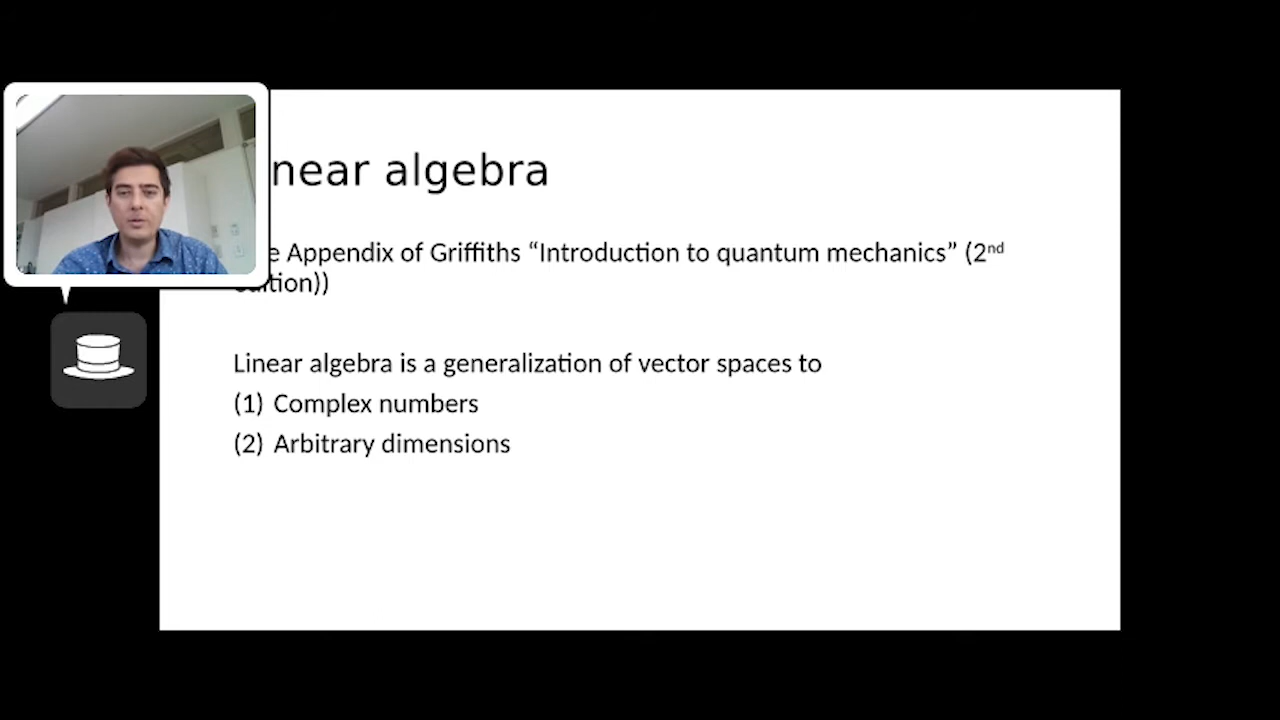 near algebra
e Appendix of Griffiths “Introduction to quantum mechanics” (2nd
edition))
Linear algebra is a generalization of vector spaces to
(1) Complex numbers
(2) Arbitrary dimensions